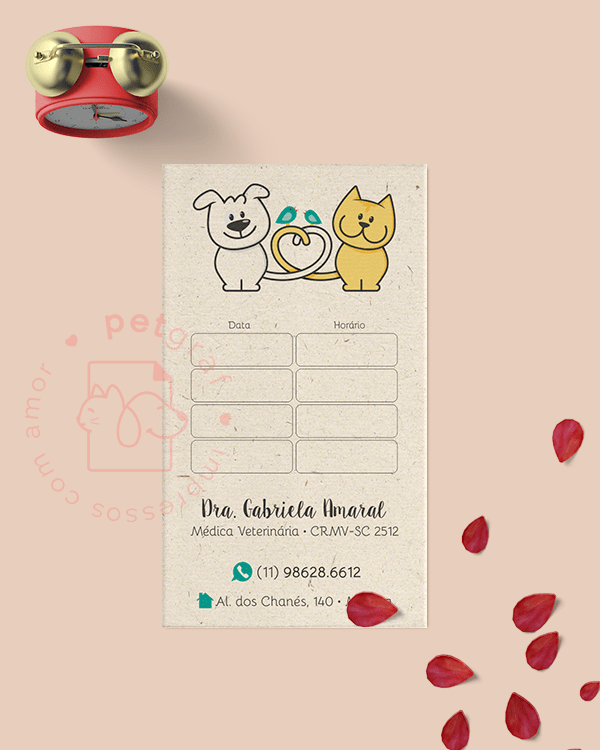 petgraf
impressos com amor
Data Horário
Dra. Gabriela Amaral
Médica Veterinária • CRMV-SC 2512
(11) 98628.6612
Al. dos Chanés, 140 •